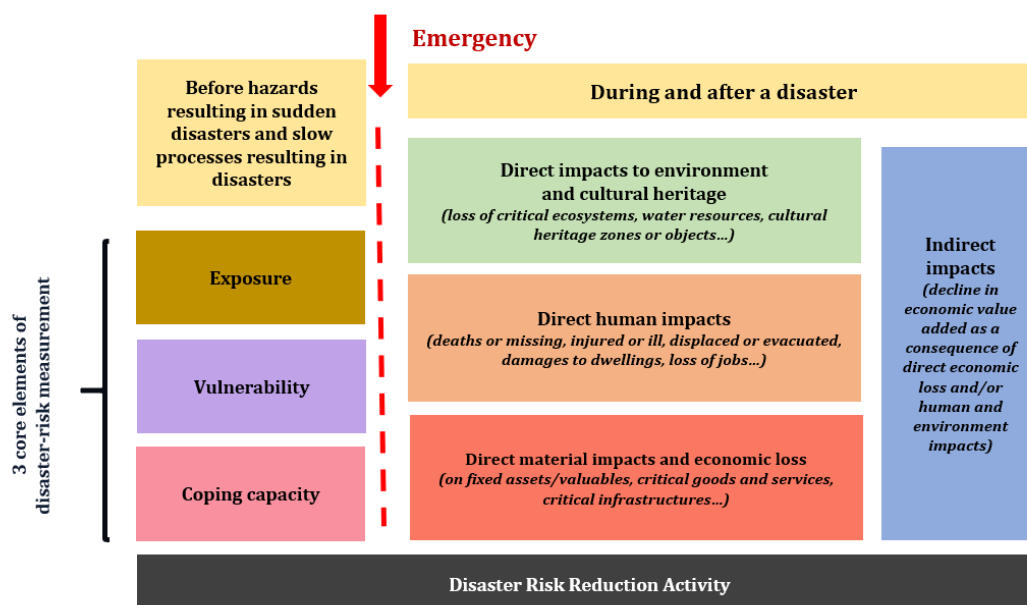 Emergency
Before hazards
resulting in sudden
disasters and slow
processes resulting in
disasters
During and after a disaster
3 core elements of
disaster-risk measurement
Exposure
Vulnerability
Coping capacity
Direct impacts to environment
and cultural heritage
(loss of critical ecosystems, water resources, cultural
heritage zones or objects…)
Direct human impacts
(deaths or missing, injured or ill, displaced or evacuated,
damages to dwellings, loss of jobs…)
Direct material impacts and economic loss
(on fixed assets/valuables, critical goods and services,
critical infrastructures…)
Indirect
impacts
(decline in
economic value
added as a
consequence of
direct economic
loss and/or
human and
environment
impacts)
Disaster Risk Reduction Activity